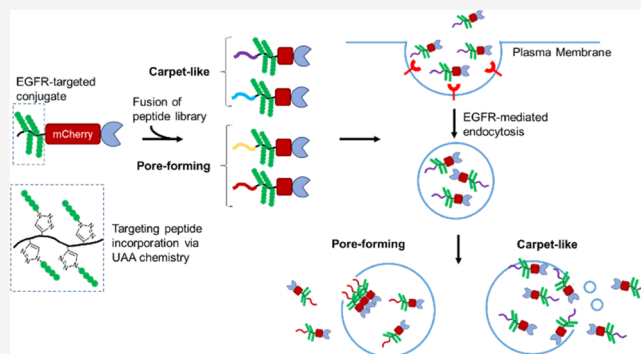 EGFR-targeted
conjugate
mCherry
Fusion of
peptide library
Carpet-like
Pore-forming
Plasma Membrane
EGFR-mediated
endocytosis
Targeting peptide
incorporation via
UAA chemistry
N
N
N
N
N
N
N
N
N
N
N
N
Pore-forming
Carpet-like